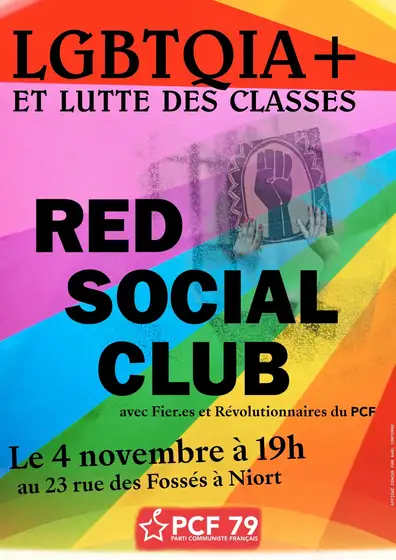 LGBTQIA+
ET LUTTE DES CLASSES
RED
SOCIAL
CLUB
avec Fier.es et Révolutionnaires du PCF
Le 4 novembre à 19h
au 23 rue des Fossés à Niort
PCF 79
PARTI COMMUNISTE FRANÇAIS